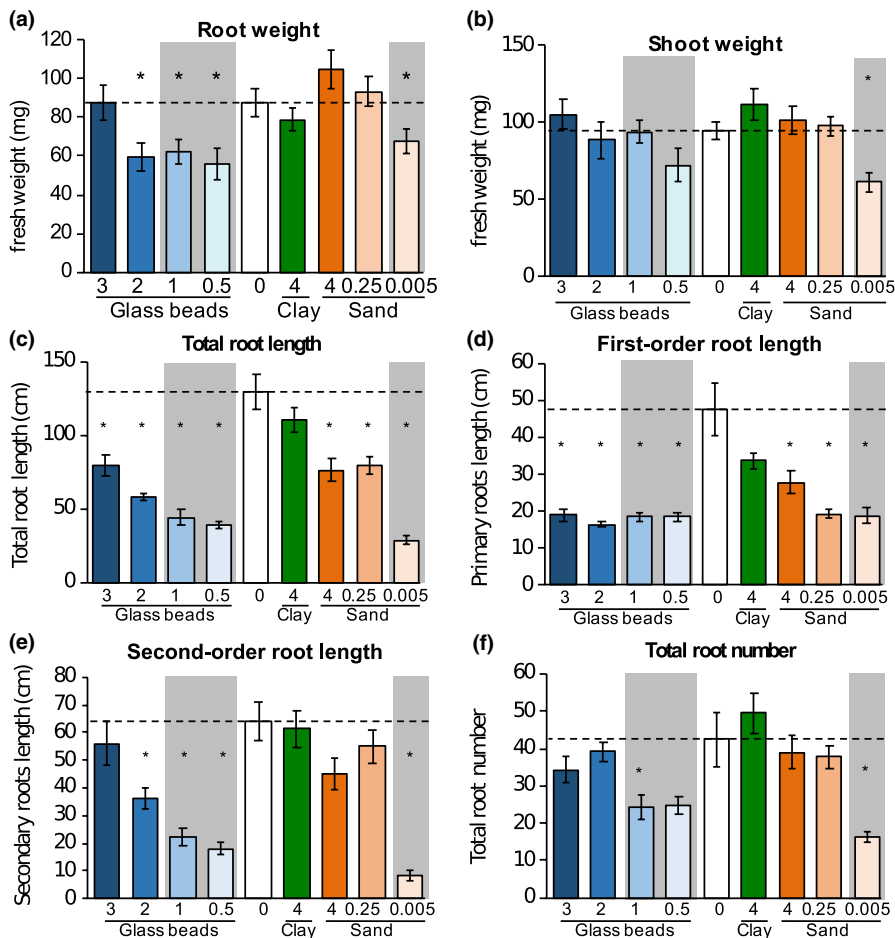 (a)
Root weight
fresh weight (mg)
140
120
100
80
60
40
20
0
* * * *
3 2 1 0.5 0 4 4 0.25 0.005
Glass beads Clay Sand
(b)
Shoot weight
fresh weight (mg)
150
100
50
0
*
3 2 1 0.5 0 4 4 0.25 0.005
Glass beads Clay Sand
(c)
Total root length
Total root length (cm)
150
100
50
0
* * * * * * *
3 2 1 0.5 0 4 4 0.25 0.005
Glass beads Clay Sand
(d)
First-order root length
Primary roots length (cm)
60
50
40
30
20
10
0
* * * * * * *
3 2 1 0.5 0 4 4 0.25 0.005
Glass beads Clay Sand
(e)
Second-order root length
Secondary roots length (cm)
80
70
60
50
40
30
20
10
0
* * * *
3 2 1 0.5 0 4 4 0.25 0.005
Glass beads Clay Sand
(f)
Total root number
Total root number
60
50
40
30
20
10
0
* *
3 2 1 0.5 0 4 4 0.25 0.005
Glass beads Clay Sand